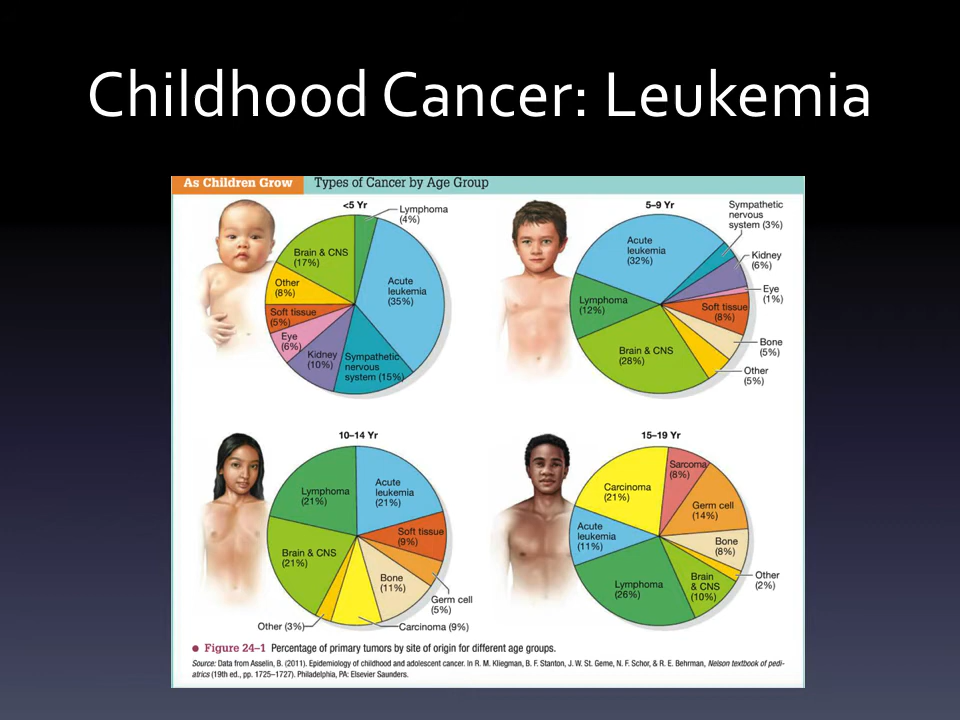 Childhood Cancer: Leukemia
As Children Grow Types of Cancer by Age Group
<5 Yr
Lymphoma
(4%)
Brain & CNS
(17%)
Other
(8%)
Acute
leukemia
(35%)
Soft tissue
(5%)
Eye
(6%)
Kidney
(10%)
Sympathetic
nervous
system (15%)
5–9 Yr
Sympathetic
nervous
system (3%)
Acute
leukemia
(32%)
Kidney
(6%)
Eye
(1%)
Lymphoma
(12%)
Soft tissue
(8%)
Bone
(5%)
Brain & CNS
(28%)
Other
(5%)
10–14 Yr
Lymphoma
(21%)
Acute
leukemia
(21%)
Soft tissue
(9%)
Brain & CNS
(21%)
Bone
(11%)
Germ cell
(5%)
Other (3%)
Carcinoma (9%)
15–19 Yr
Sarcoma
(8%)
Carcinoma
(21%)
Germ cell
(14%)
Acute
leukemia
(11%)
Bone
(8%)
Other
(2%)
Lymphoma
(26%)
Brain
& CNS
(10%)
Figure 24–1 Percentage of primary tumors by site of origin for different age groups.
Source: Data from Asselin, B. (2011). Epidemiology of childhood and adolescent cancer. In R. M. Kliegman, B. F. Stanton, J. W. St. Geme, N. F. Schor, & R. E. Behrman, Nelson textbook of pedi-
atrics (19th ed., pp. 1725–1727). Philadelphia, PA: Elsevier Saunders.